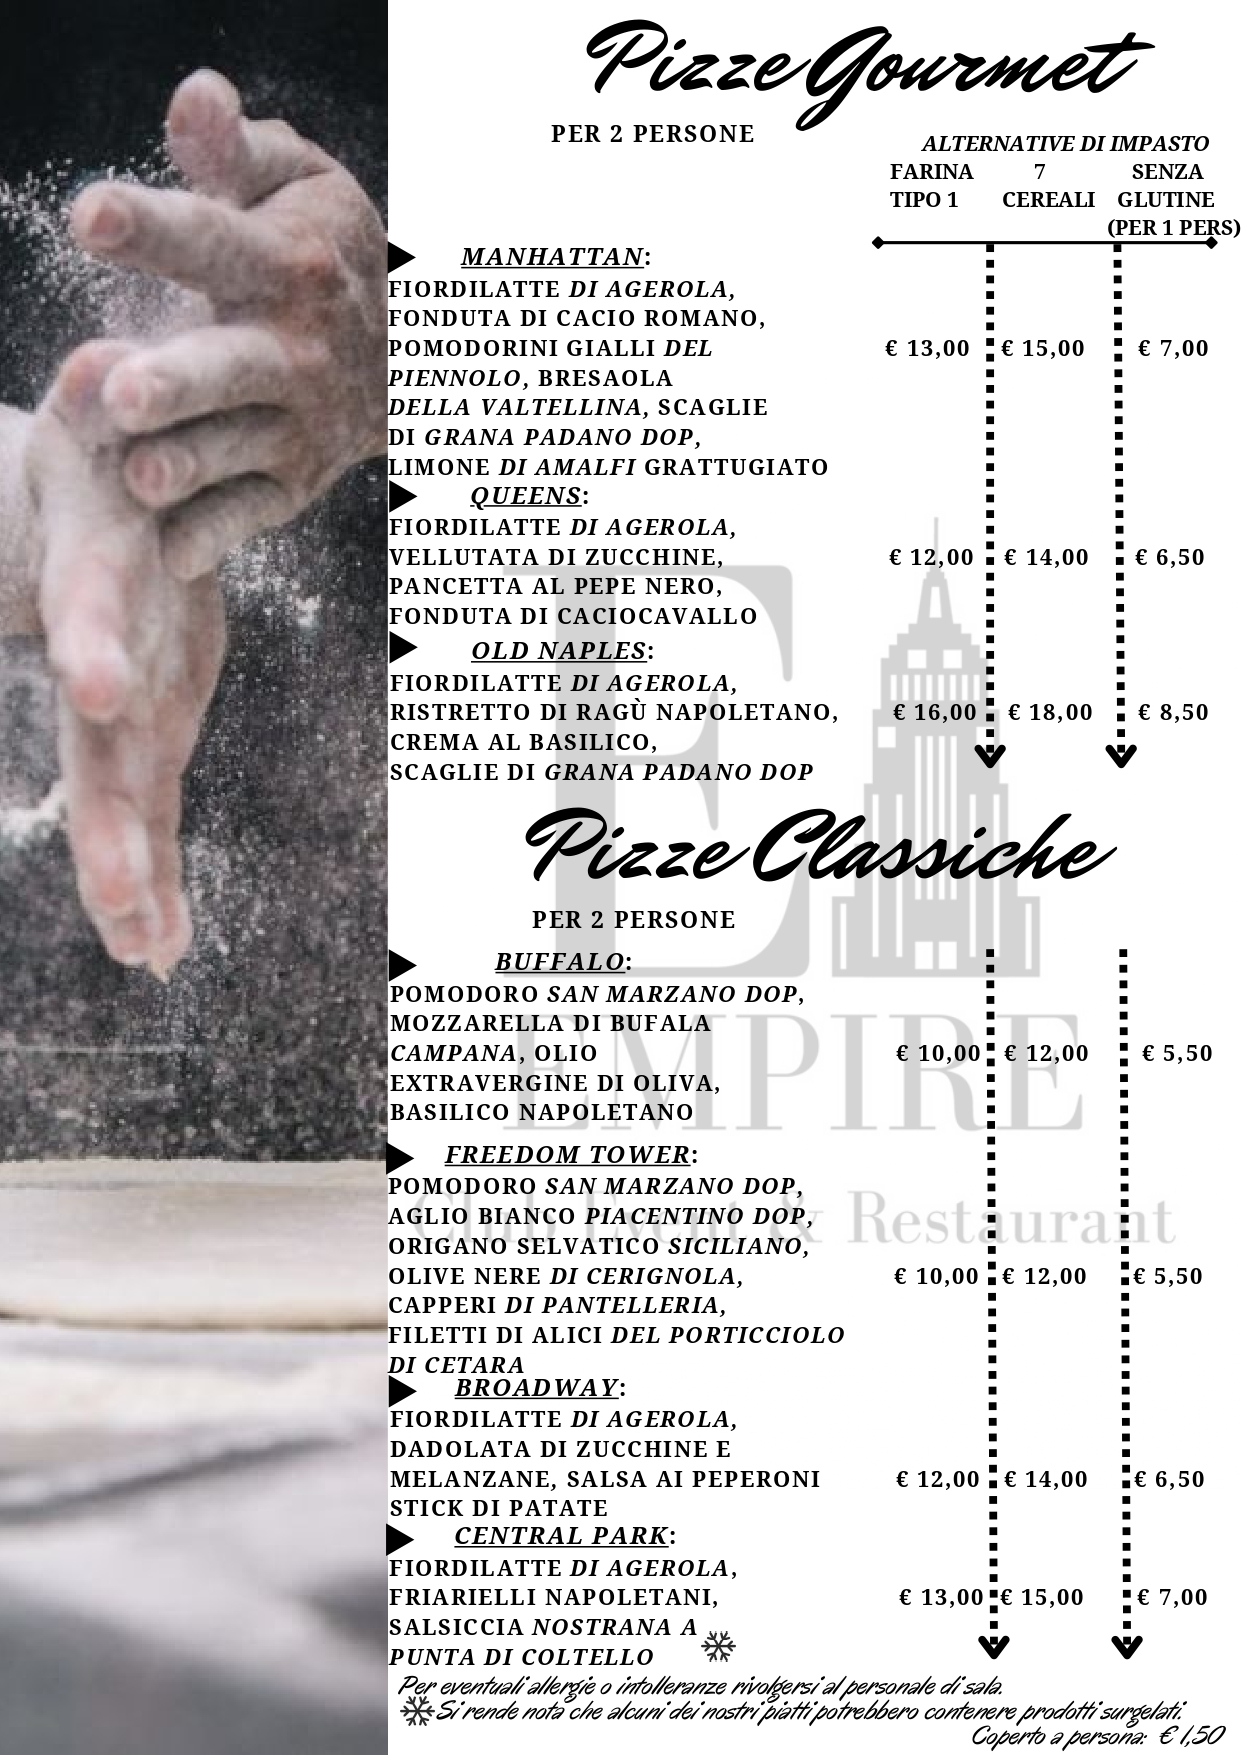 Pizze Gourmet
PER 2 PERSONE
ALTERNATIVE DI IMPASTO
FARINA TIPO 1
7 CEREALI
SENZA GLUTINE (PER 1 PERS)
MANHATTAN:
FIORDILATTE DI AGEROLA,
FONDUTA DI CACIO ROMANO,
POMODORINI GIALLI DEL € 13,00 € 15,00 € 7,00
PIENNOLO, BRESAOLA
DELLA VALTELLINA, SCAGLIE
DI GRANA PADANO DOP,
LIMONE DI AMALFI GRATTUGIATO
QUEENS:
FIORDILATTE DI AGEROLA,
VELLUTATA DI ZUCCHINE, € 12,00 € 14,00 € 6,50
PANCETTA AL PEPE NERO,
FONDUTA DI CACIOCAVALLO
OLD NAPLES:
FIORDILATTE DI AGEROLA,
RISTRETTO DI RAGÙ NAPOLETANO, € 16,00 € 18,00 € 8,50
CREMA AL BASILICO,
SCAGLIE DI GRANA PADANO DOP
Pizze Classiche
PER 2 PERSONE
BUFFALO:
POMODORO SAN MARZANO DOP,
MOZZARELLA DI BUFALA
CAMPANA, OLIO € 10,00 € 12,00 € 5,50
EXTRAVERGINE DI OLIVA,
BASILICO NAPOLETANO
FREEDOM TOWER:
POMODORO SAN MARZANO DOP,
AGLIO BIANCO PIACENTINO DOP,
ORIGANO SELVATICO SICILIANO,
OLIVE NERE DI CERIGNOLA, € 10,00 € 12,00 € 5,50
CAPPERI DI PANTELLERIA,
FILETTI DI ALICI DEL PORTICCIOLO
DI CETARA
BROADWAY:
FIORDILATTE DI AGEROLA,
DADOLATA DI ZUCCHINE E
MELANZANE, SALSA AI PEPERONI € 12,00 € 14,00 € 6,50
STICK DI PATATE
CENTRAL PARK:
FIORDILATTE DI AGEROLA,
FRIARIELLI NAPOLETANI, € 13,00 € 15,00 € 7,00
SALSICCIA NOSTRANA A
PUNTA DI COLTELLO
Per eventuali allergie o intolleranze rivolgersi al personale di sala.
Si rende nota che alcuni dei nostri piatti potrebbero contenere prodotti surgelati.
Coperto a persona: € 1,50
E
EMPIRE
Club Event & Restaurant